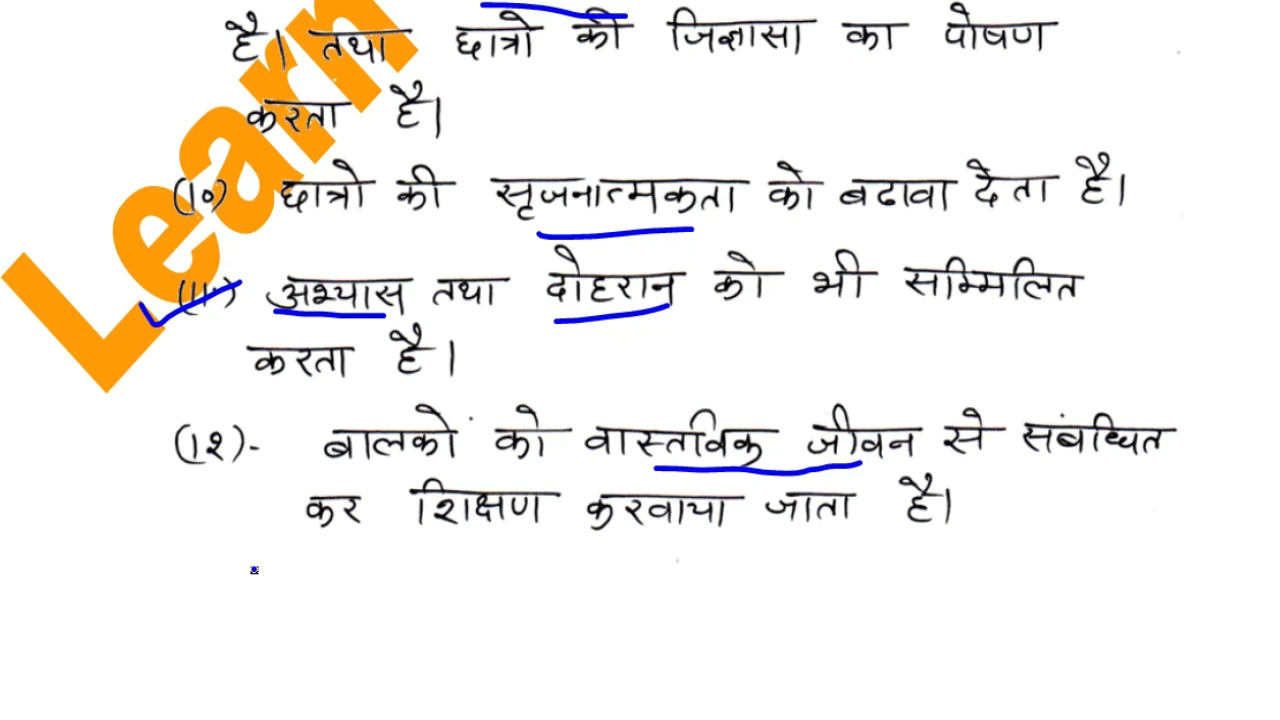 Learn
है। तथा छात्रो की जिज्ञासा का पोषण
करता है।
(10) छात्रो की सृजनात्मकता को बढावा देता है।
(11) अभ्यास तथा दोहरान को भी सम्मिलित
करता है।
(12)- बालको को वास्तविक जीवन से संबंधित
कर शिक्षण करवाया जाता है।